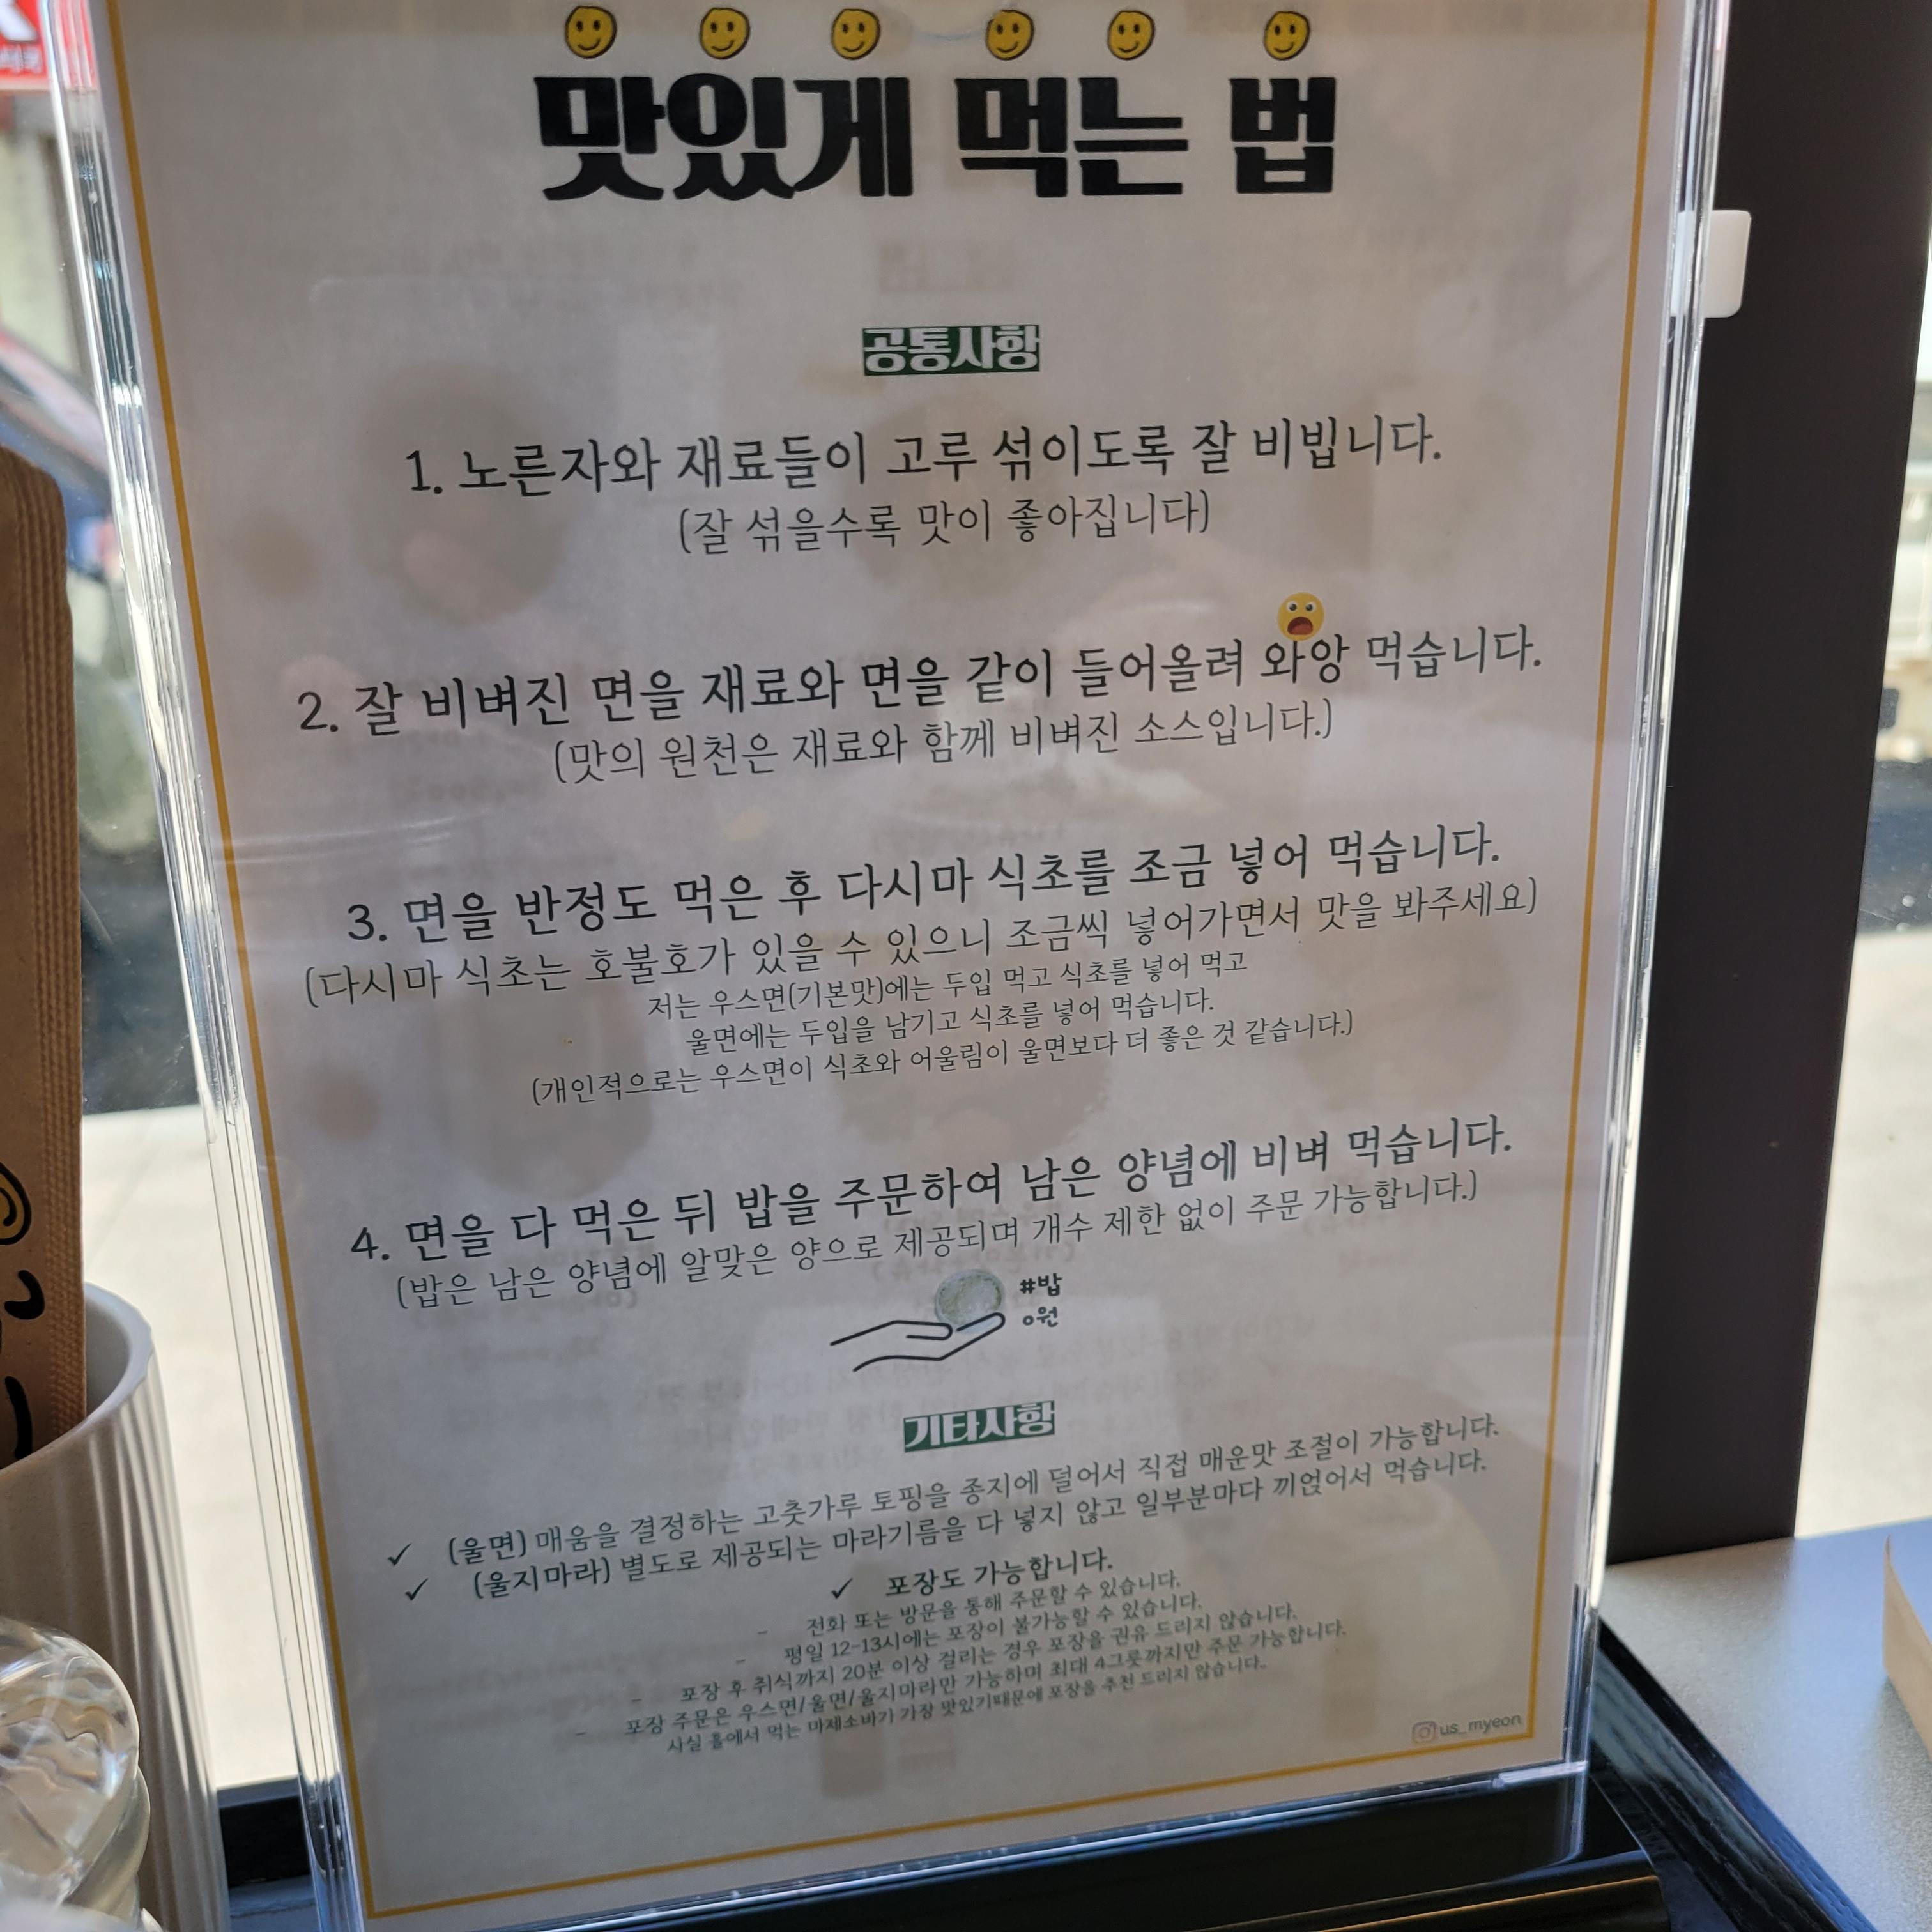 맛있게 먹는 법
공통사항
1. 노른자와 재료들이 고루 섞이도록 잘 비빕니다.
(잘 섞을수록 맛이 좋아집니다)
2. 잘 비벼진 면을 재료와 면을 같이 들어올려 와앙 먹습니다.
(맛의 원천은 재료와 함께 비벼진 소스입니다.)
3. 면을 반정도 먹은 후 다시마 식초를 조금 넣어 먹습니다.
(다시마 식초는 호불호가 있을 수 있으니 조금씩 넣어가면서 맛을 봐주세요)
저는 우스면(기본맛)에는 두입 먹고 식초를 넣어 먹고
울면에는 두입을 남기고 식초를 넣어 먹습니다.
(개인적으로는 우스면이 식초와 어울림이 울면보다 더 좋은 것 같습니다.)
4. 면을 다 먹은 뒤 밥을 주문하여 남은 양념에 비벼 먹습니다.
(밥은 남은 양념에 알맞은 양으로 제공되며 개수 제한 없이 주문 가능합니다.)
#밥
0원
기타사항
✓ (울면) 매움을 결정하는 고춧가루 토핑을 종지에 덜어서 직접 매운맛 조절이 가능합니다.
✓ (울지마라) 별도로 제공되는 마라기름을 다 넣지 않고 일부분마다 끼얹어서 먹습니다.
✓ 포장도 가능합니다.
- 전화 또는 방문을 통해 주문할 수 있습니다.
- 평일 12-13시에는 포장이 불가능할 수 있습니다.
- 포장 후 취식까지 20분 이상 걸리는 경우 포장을 권유 드리지 않습니다.
- 포장 주문은 우스면/울면/울지마라만 가능하며 최대 4그릇까지만 주문 가능합니다.
사실 홀에서 먹는 마제소바가 가장 맛있기때문에 포장을 추천 드리지 않습니다..
us_myeon